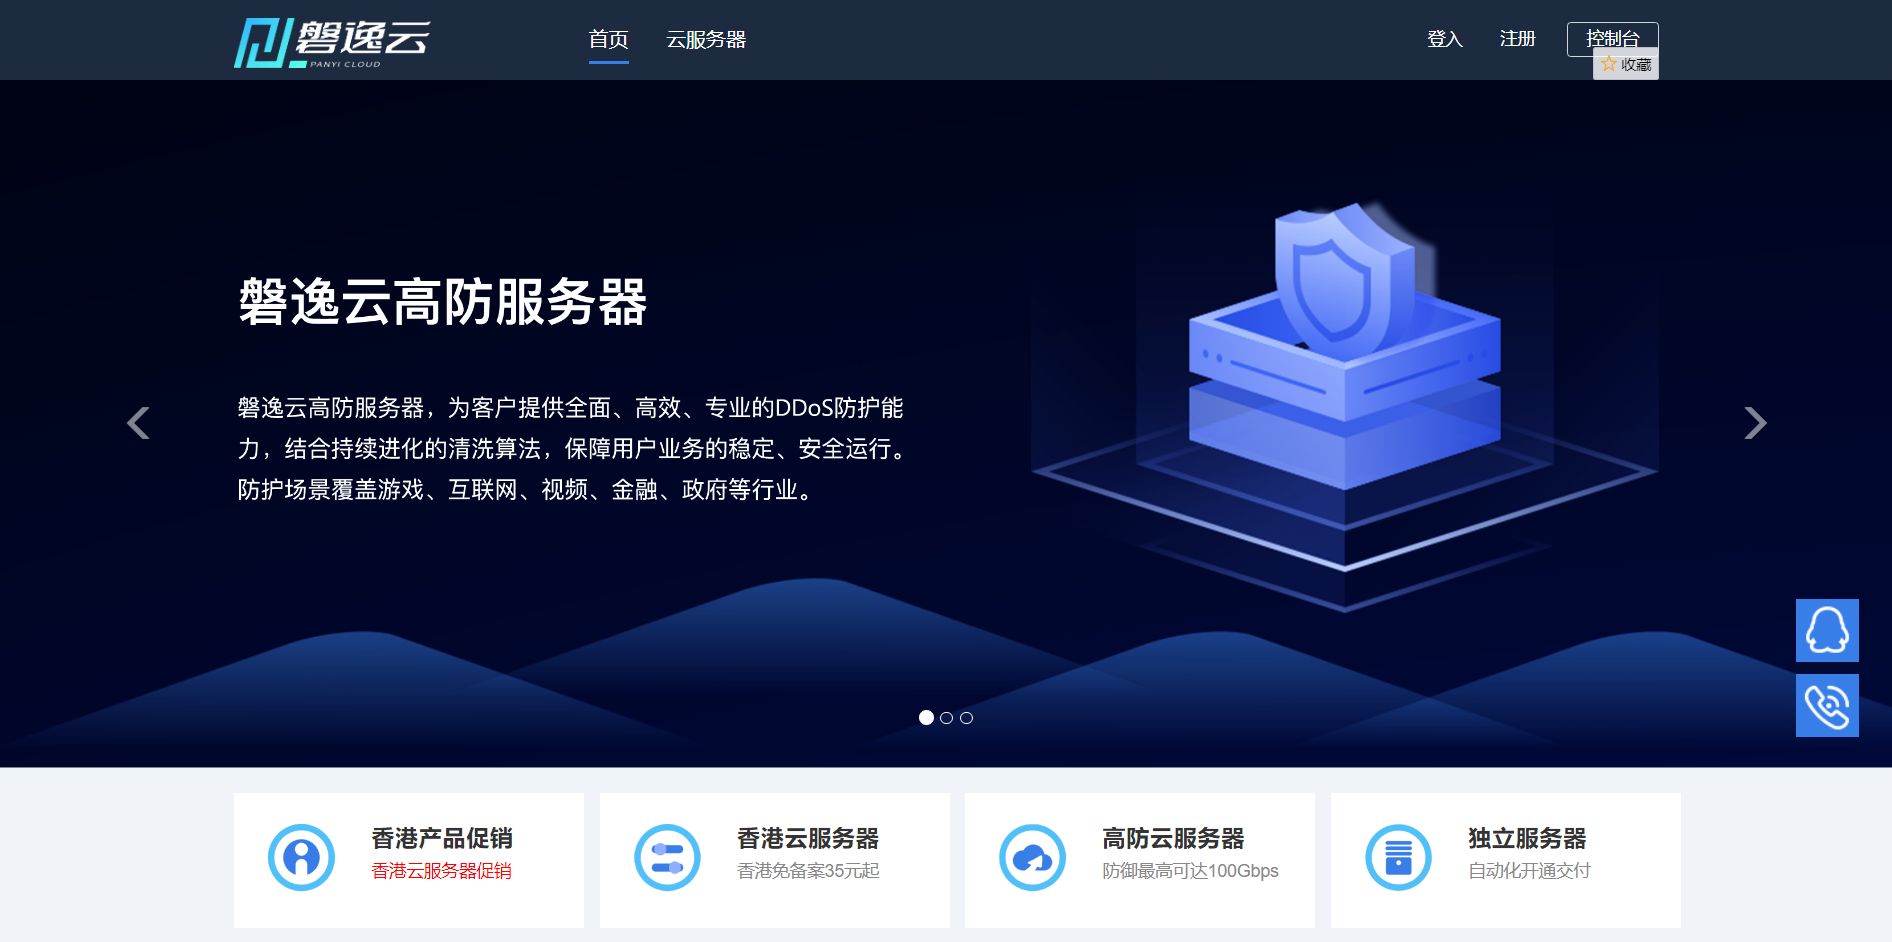 磐逸云
PANYI CLOUD
首页
云服务器
登入
注册
控制台
收藏
磐逸云高防服务器
磐逸云高防服务器，为客户提供全面、高效、专业的DDoS防护能
力，结合持续进化的清洗算法，保障用户业务的稳定、安全运行。
防护场景覆盖游戏、互联网、视频、金融、政府等行业。
香港产品促销
香港云服务器促销
香港云服务器
香港免备案35元起
高防云服务器
防御最高可达100Gbps
独立服务器
自动化开通交付